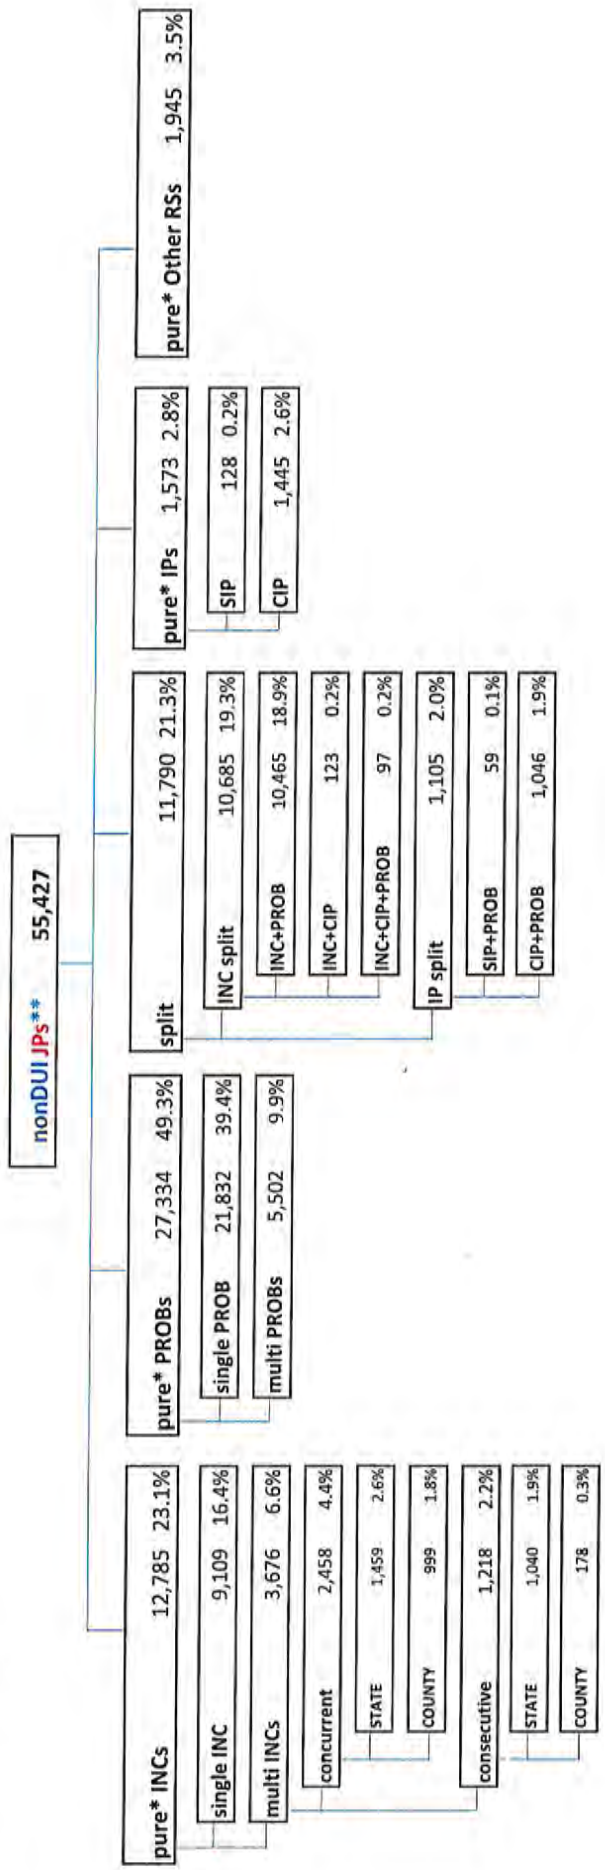 nonDUI JPs** 55,427
pure* INCs 12,785 23.1%
single INC 9,109 16.4%
multi INCs 3,676 6.6%
concurrent 2,458 4.4%
STATE 1,459 2.6%
COUNTY 999 1.8%
consecutive 1,218 2.2%
STATE 1,040 1.9%
COUNTY 178 0.3%
pure* PROBs 27,334 49.3%
single PROB 21,832 39.4%
multi PROBs 5,502 9.9%
split 11,790 21.3%
INC split 10,685 19.3%
INC+PROB 10,465 18.9%
INC+CIP 123 0.2%
INC+CIP+PROB 97 0.2%
IP split 1,105 2.0%
SIP+PROB 59 0.1%
CIP+PROB 1,046 1.9%
pure* IPs 1,573 2.8%
SIP 128 0.2%
CIP 1,445 2.6%
pure* Other RSs 1,945 3.5%